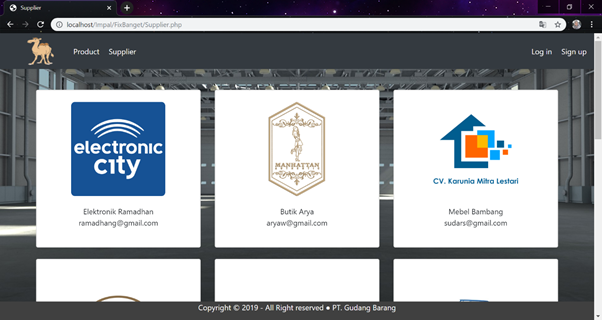 Supplier
localhost/Impal/FixBanget/Supplier.php
Product Supplier Log in Sign up
electronic
city
Elektronik Ramadhan
ramadhang@gmail.com
MANHATTAN
Butik Arya
aryaw@gmail.com
CV. Karunia Mitra Lestari
Mebel Bambang
sudars@gmail.com
Copyright © 2019 - All Right reserved ● PT. Gudang Barang